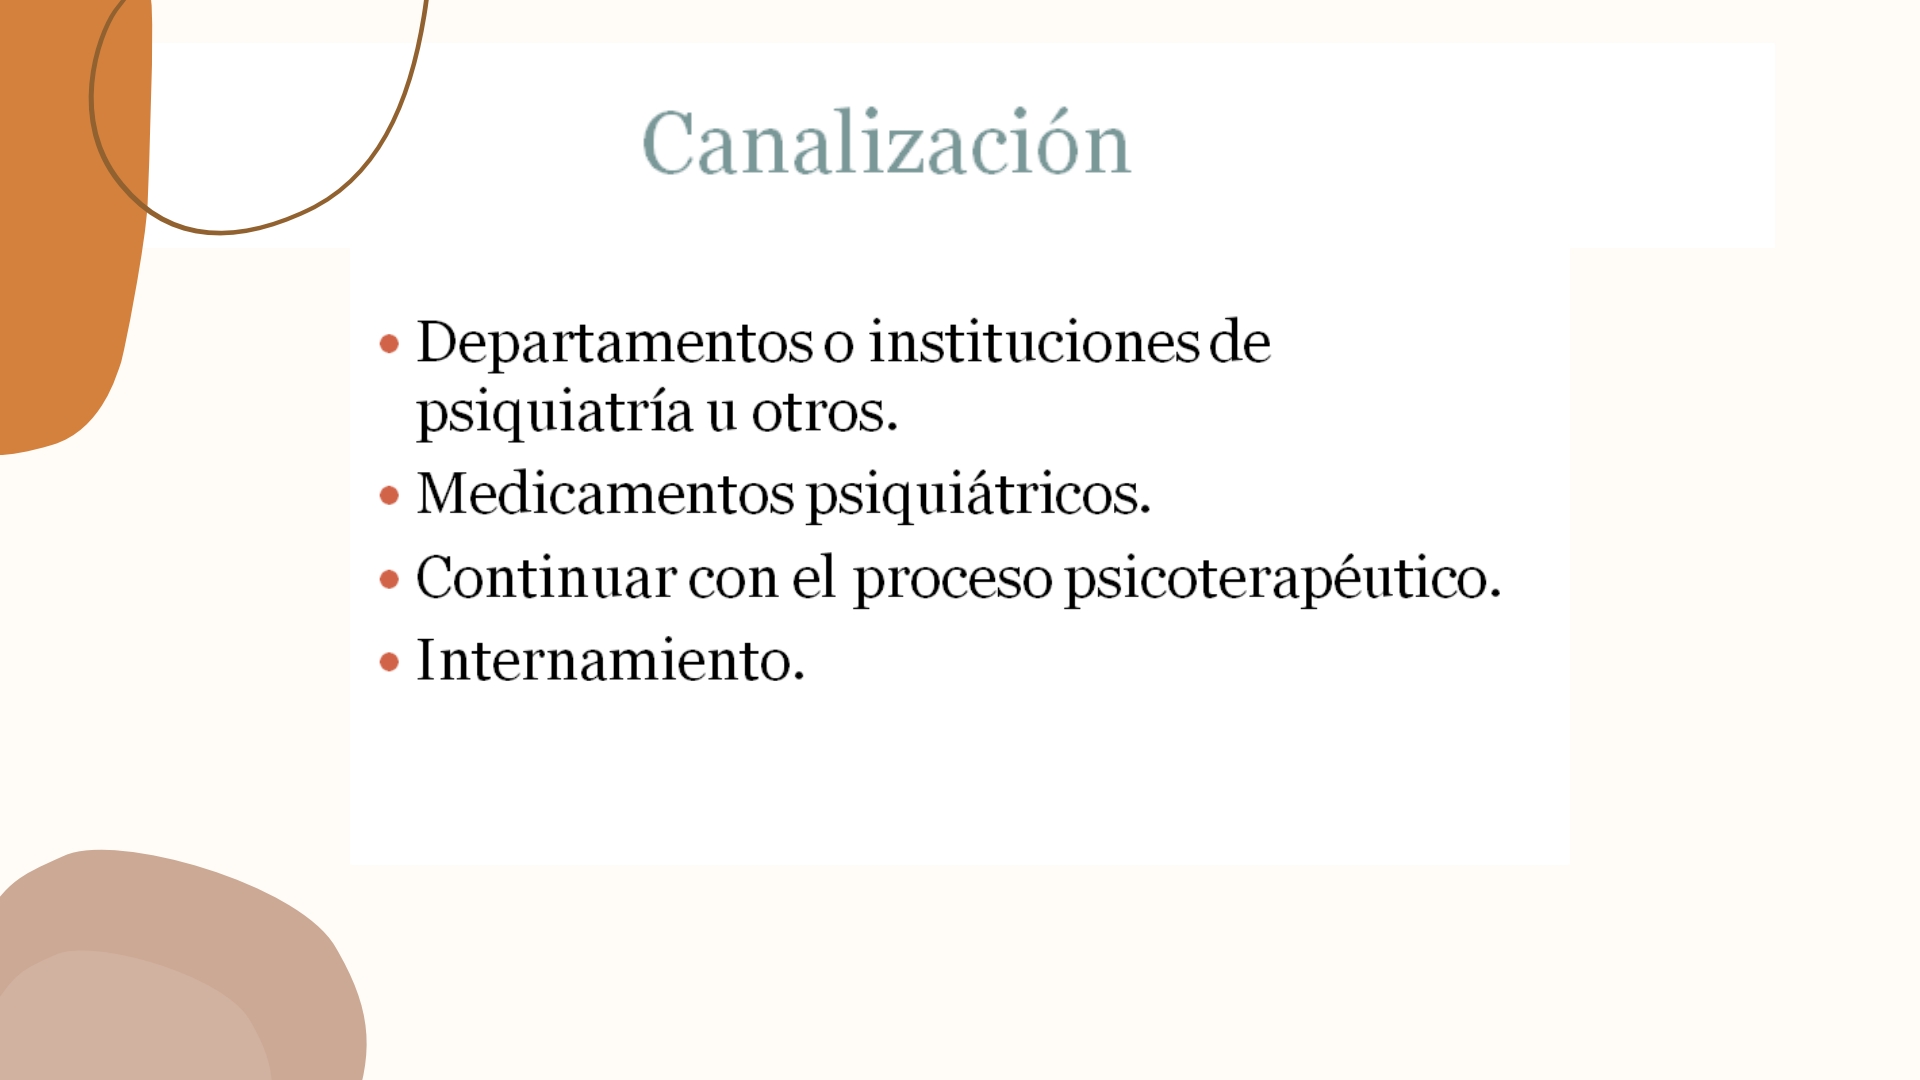 Canalización
• Departamentos o instituciones de
psiquiatría u otros.
• Medicamentos psiquiátricos.
• Continuar con el proceso psicoterapéutico.
• Internamiento.